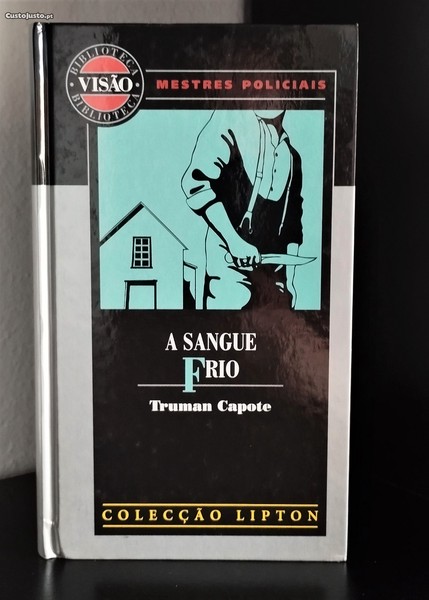 CustoJusto.pt
BIBLIOTECA
VISÃO
BIBLIOTECA
MESTRES POLICIAIS
A SANGUE
FRIO
Truman Capote
COLECÇÃO LIPTON